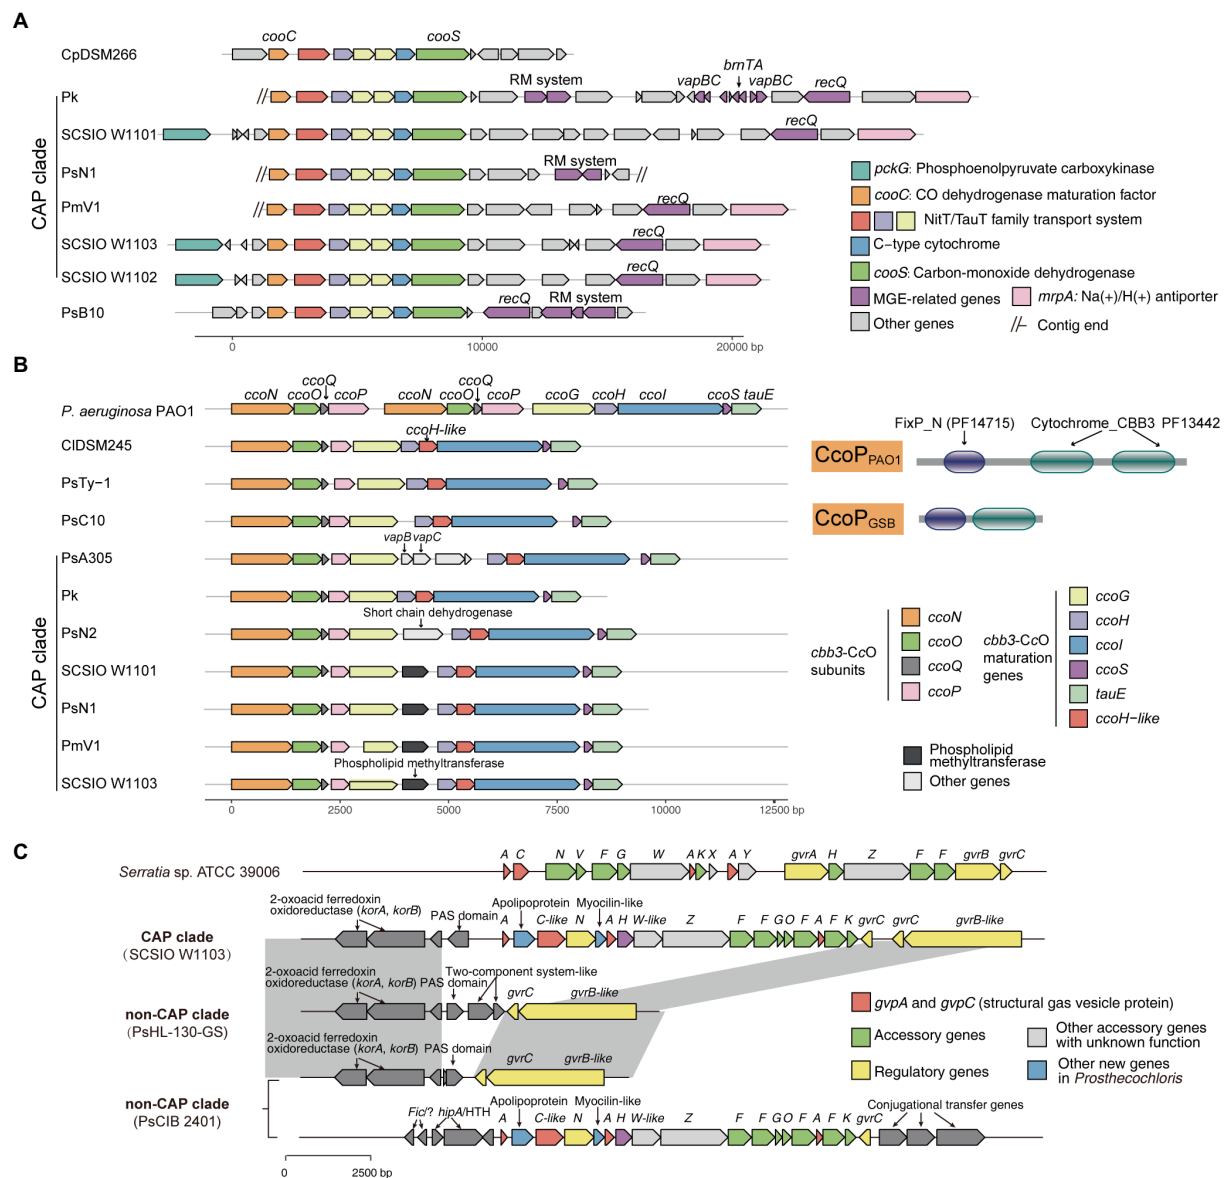 A
cooC cooS
CpDSM266
brnTA
RM system vapBC vapBC recQ
Pk
recQ
SCSIO W1101
RM system
PsN1
recQ
PmV1
recQ
SCSIO W1103
recQ
SCSIO W1102
recQ RM system
PsB10
CAP clade
0 10000 20000 bp
pckG: Phosphoenolpyruvate carboxykinase
cooC: CO dehydrogenase maturation factor
NitT/TauT family transport system
C-type cytochrome
cooS: Carbon-monoxide dehydrogenase
MGE-related genes mrpA: Na(+)/H(+) antiporter
Other genes Contig end
B
ccoQ ccoQ
ccoN ccoO ccoP ccoN ccoO ccoP ccoG ccoH ccoI ccoS tauE
P. aeruginosa PAO1
ccoH-like
ClDSM245
PsTy-1
PsC10
vapB vapC
PsA305
Pk
Short chain dehydrogenase
PsN2
SCSIO W1101
PsN1
PmV1
Phospholipid methyltransferase
SCSIO W1103
CAP clade
0 2500 5000 7500 10000 12500 bp
FixP_N (PF14715) Cytochrome_CBB3 PF13442
CcoPPAO1
CcoPGSB
cbb3-CcO
subunits
ccoN
ccoO
ccoQ
ccoP
cbb3-CcO
maturation
genes
ccoG
ccoH
ccoI
ccoS
tauE
ccoH-like
Phospholipid
methyltransferase
Other genes
C
A C N V F G W A K X A Y gvrA H Z F F gvrB gvrC
Serratia sp. ATCC 39006
2-oxoacid ferredoxin
oxidoreductase (korA, korB) PAS domain
Apolipoprotein Myocilin-like
A C-like N A H W-like Z F F G O F A F K gvrC gvrC gvrB-like
CAP clade
(SCSIO W1103)
2-oxoacid ferredoxin
oxidoreductase (korA, korB) PAS domain
Two-component system-like
gvrC gvrB-like
non-CAP clade
(PsHL-130-GS)
2-oxoacid ferredoxin
oxidoreductase (korA, korB) PAS domain
gvrC gvrB-like
non-CAP clade
(PsCIB 2401)
Fic/? hipA/HTH
Apolipoprotein Myocilin-like
A C-like N A H W-like Z F F G O F A F K gvrC
Conjugational transfer genes
0 2500 bp
gvpA and gvpC (structural gas vesicle protein)
Accessory genes
Other accessory genes
with unknown function
Regulatory genes
Other new genes
in Prosthecochloris